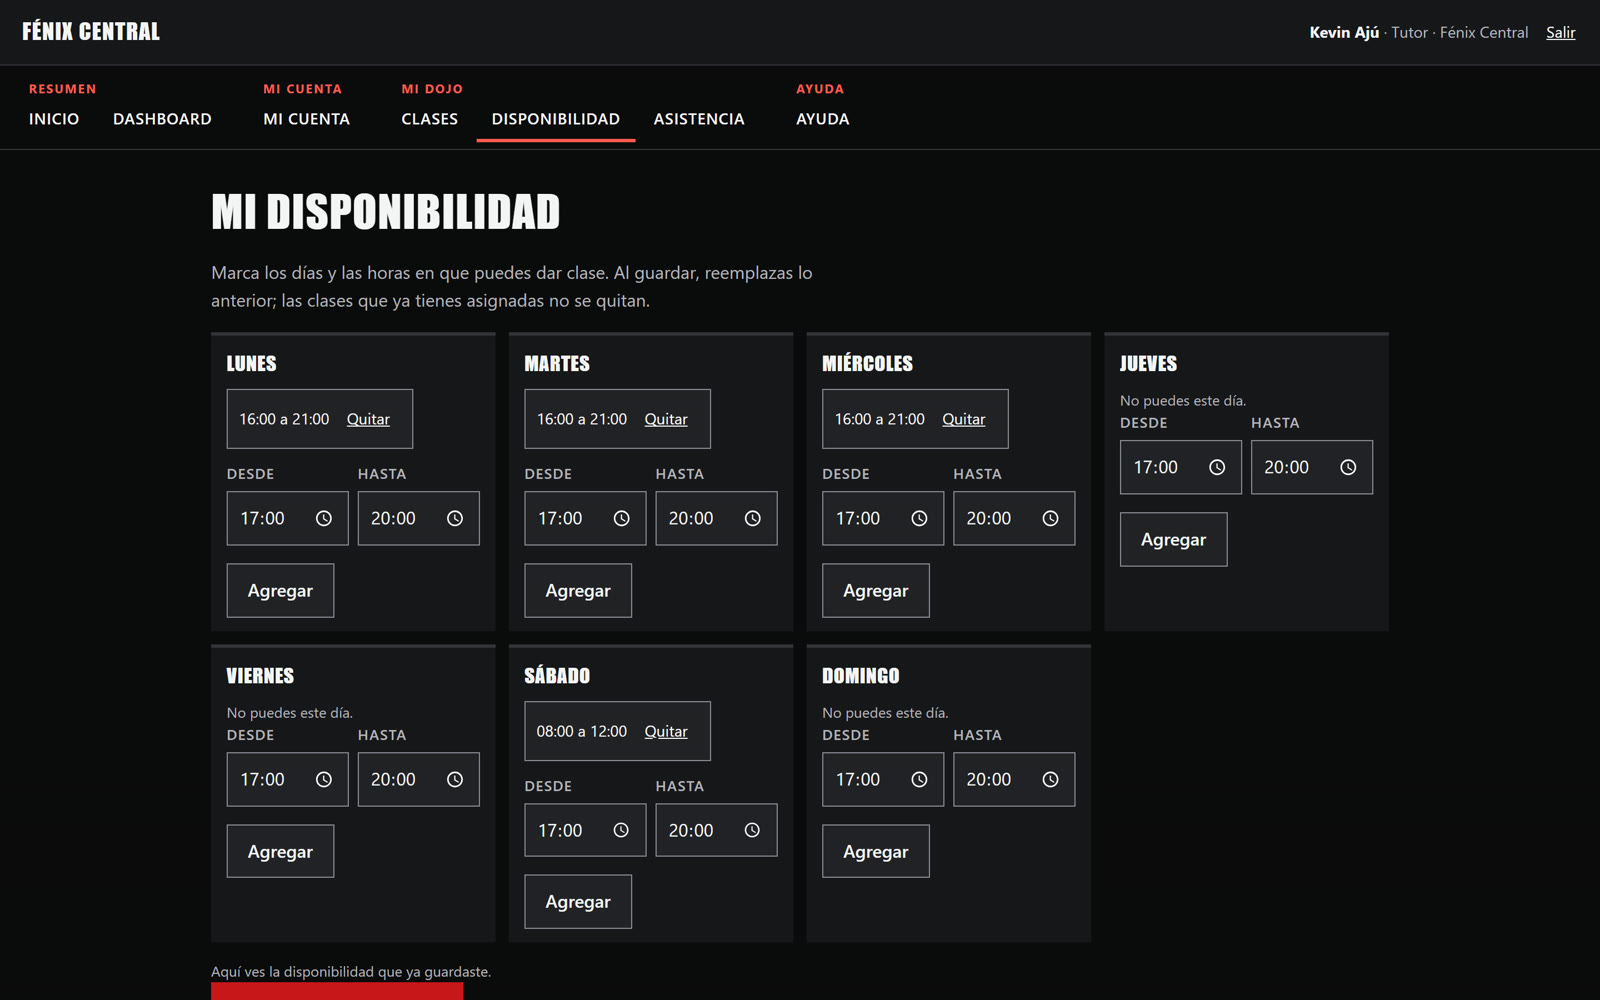 FÉNIX CENTRAL
Kevin Ajú · Tutor · Fénix Central Salir
RESUMEN MI CUENTA MI DOJO AYUDA
INICIO DASHBOARD MI CUENTA CLASES DISPONIBILIDAD ASISTENCIA AYUDA
MI DISPONIBILIDAD
Marca los días y las horas en que puedes dar clase. Al guardar, reemplazas lo
anterior; las clases que ya tienes asignadas no se quitan.
LUNES
16:00 a 21:00 Quitar
DESDE HASTA
17:00 20:00
Agregar
MARTES
16:00 a 21:00 Quitar
DESDE HASTA
17:00 20:00
Agregar
MIÉRCOLES
16:00 a 21:00 Quitar
DESDE HASTA
17:00 20:00
Agregar
JUEVES
No puedes este día.
DESDE HASTA
17:00 20:00
Agregar
VIERNES
No puedes este día.
DESDE HASTA
17:00 20:00
Agregar
SÁBADO
08:00 a 12:00 Quitar
DESDE HASTA
17:00 20:00
Agregar
DOMINGO
No puedes este día.
DESDE HASTA
17:00 20:00
Agregar
Aquí ves la disponibilidad que ya guardaste.